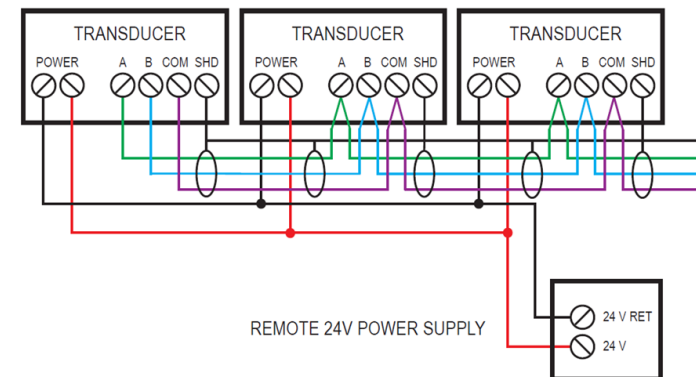 TRANSDUCER TRANSDUCER TRANSDUCER
POWER A B COM SHD POWER A B COM SHD POWER A B COM SHD
24 V RET
REMOTE 24V POWER SUPPLY
24 V